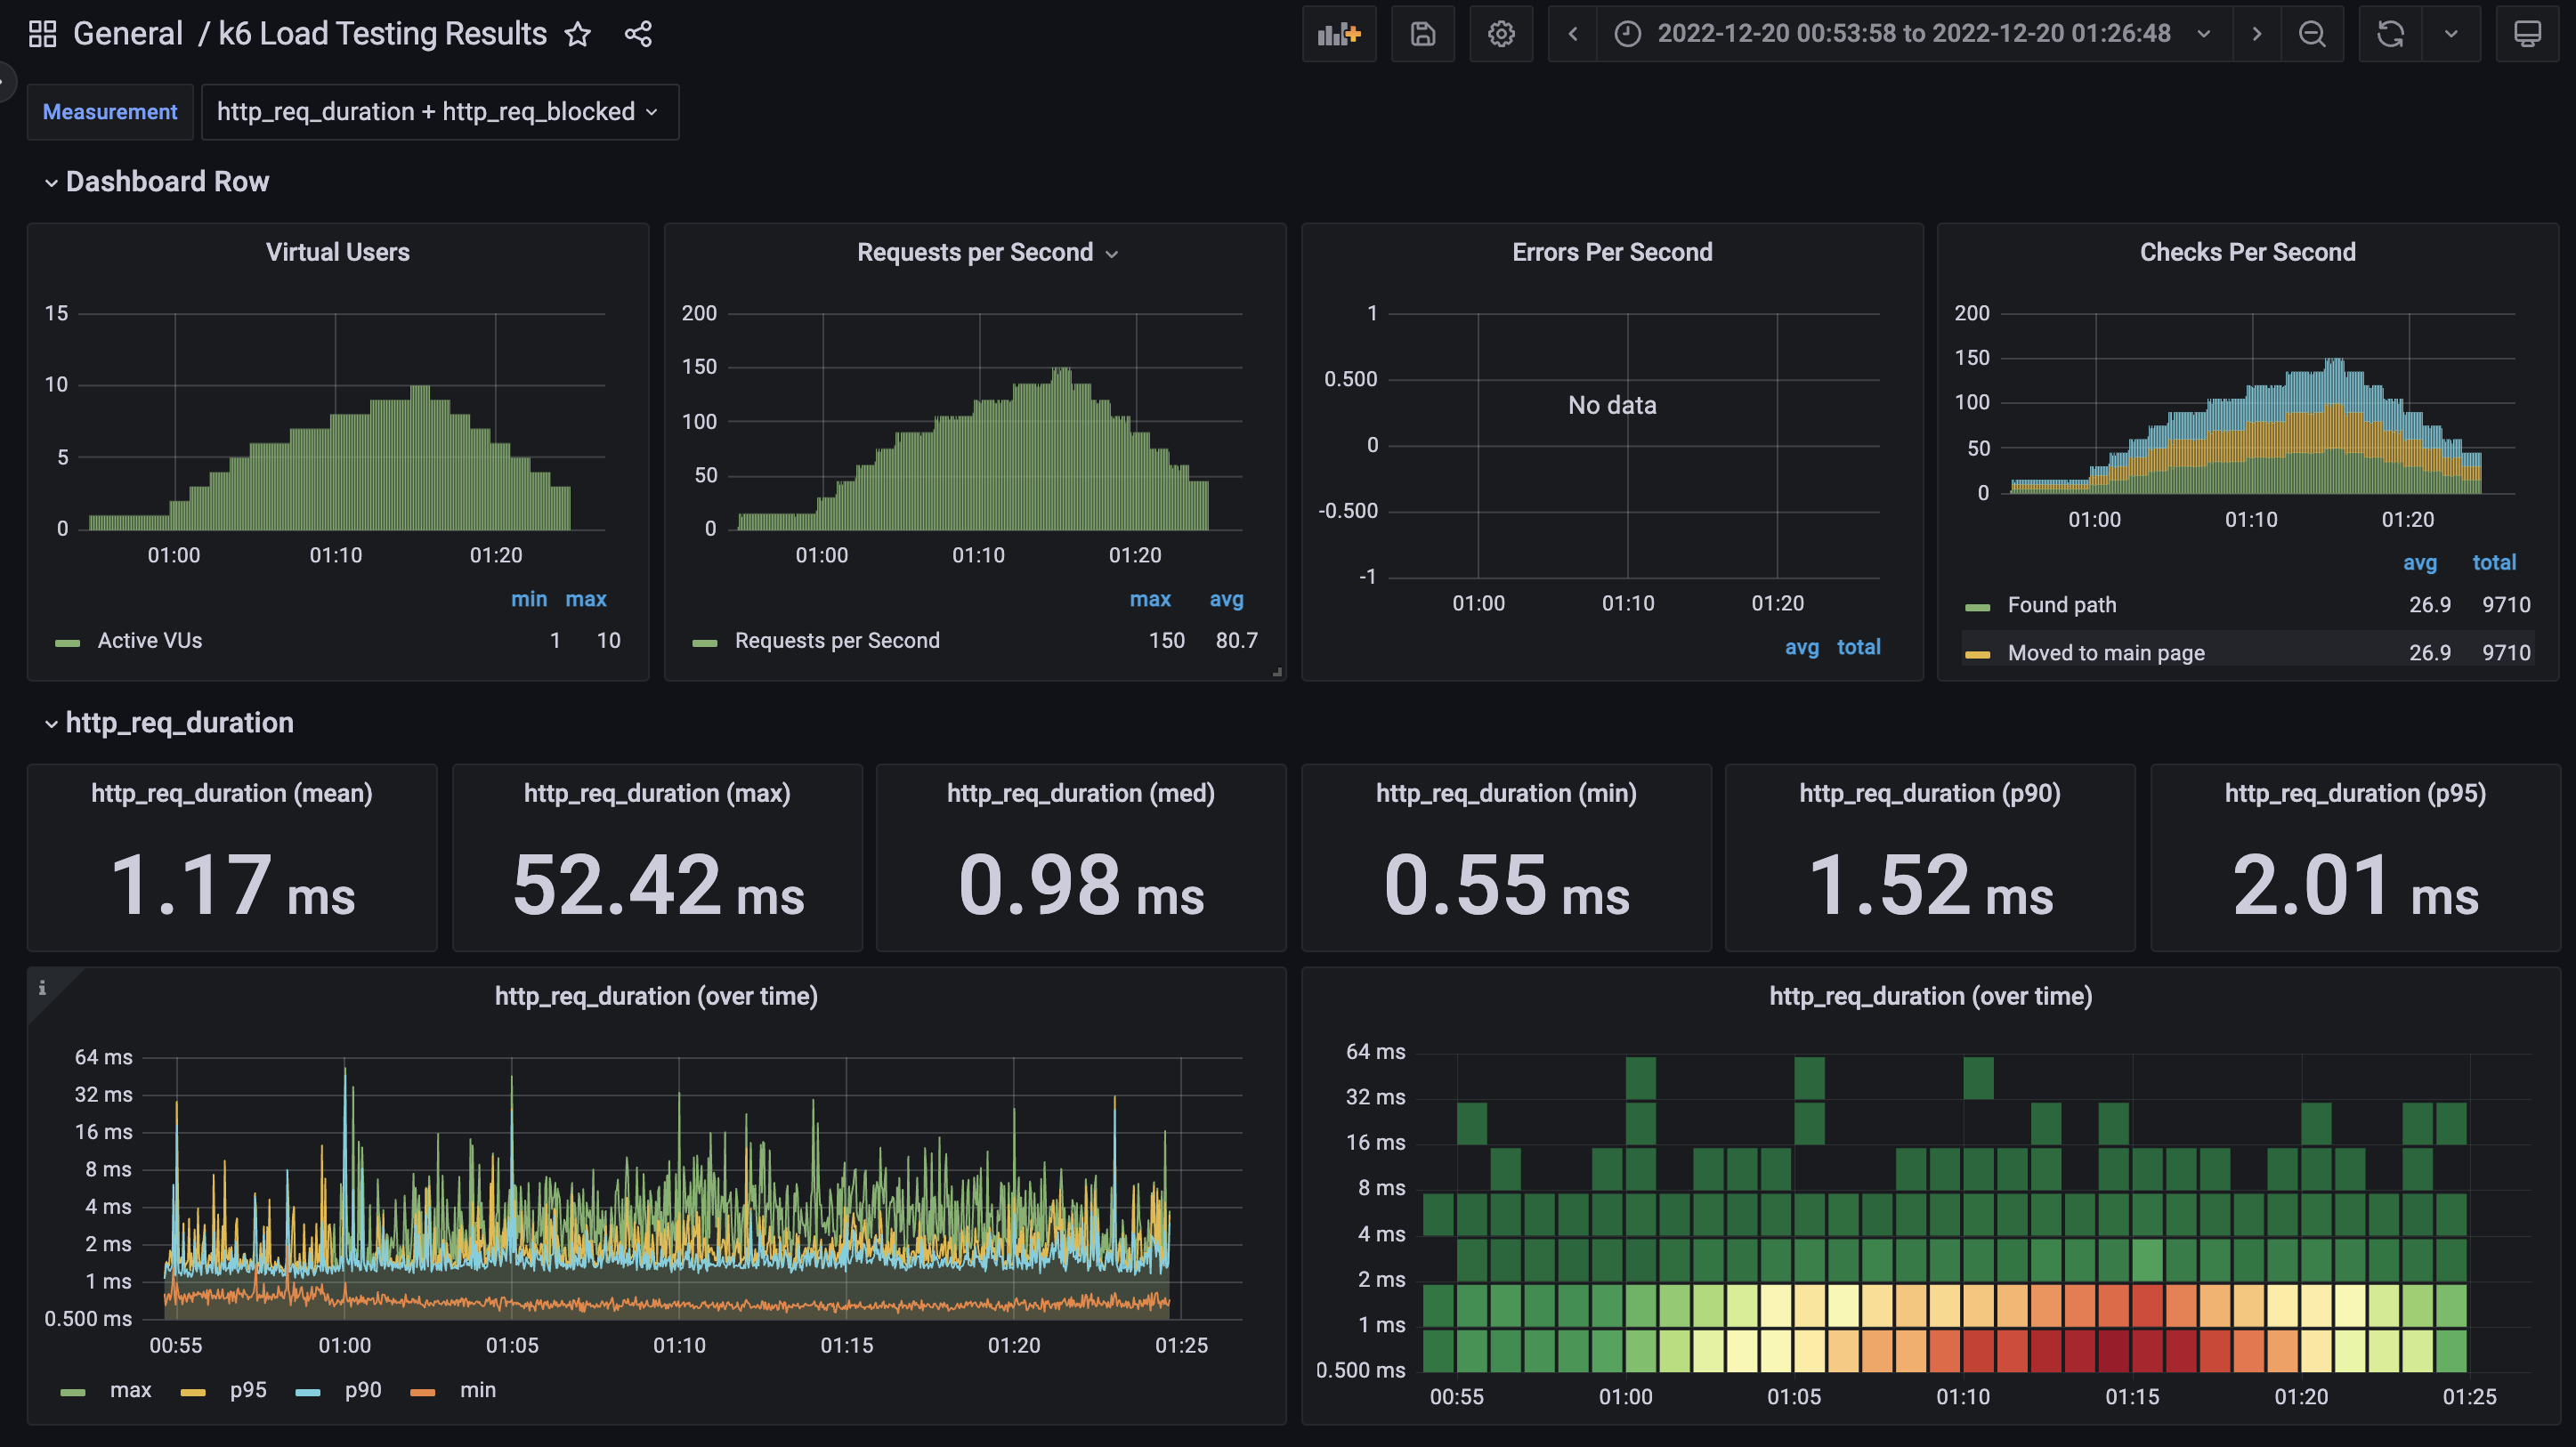 General / k6 Load Testing Results
2022-12-20 00:53:58 to 2022-12-20 01:26:48
Measurement
http_req_duration + http_req_blocked
Dashboard Row
Virtual Users
15
10
5
0
01:00 01:10 01:20
min max
Active VUs 1 10
Requests per Second
200
150
100
50
0
01:00 01:10 01:20
max avg
Requests per Second 150 80.7
Errors Per Second
1
0.500
0
-0.500
-1
No data
01:00 01:10 01:20
avg total
Checks Per Second
200
150
100
50
0
01:00 01:10 01:20
avg total
Found path 26.9 9710
Moved to main page 26.9 9710
http_req_duration
http_req_duration (mean)
1.17 ms
http_req_duration (max)
52.42 ms
http_req_duration (med)
0.98 ms
http_req_duration (min)
0.55 ms
http_req_duration (p90)
1.52 ms
http_req_duration (p95)
2.01 ms
i
http_req_duration (over time)
64 ms
32 ms
16 ms
8 ms
4 ms
2 ms
1 ms
0.500 ms
00:55 01:00 01:05 01:10 01:15 01:20 01:25
max p95 p90 min
http_req_duration (over time)
64 ms
32 ms
16 ms
8 ms
4 ms
2 ms
1 ms
0.500 ms
00:55 01:00 01:05 01:10 01:15 01:20 01:25